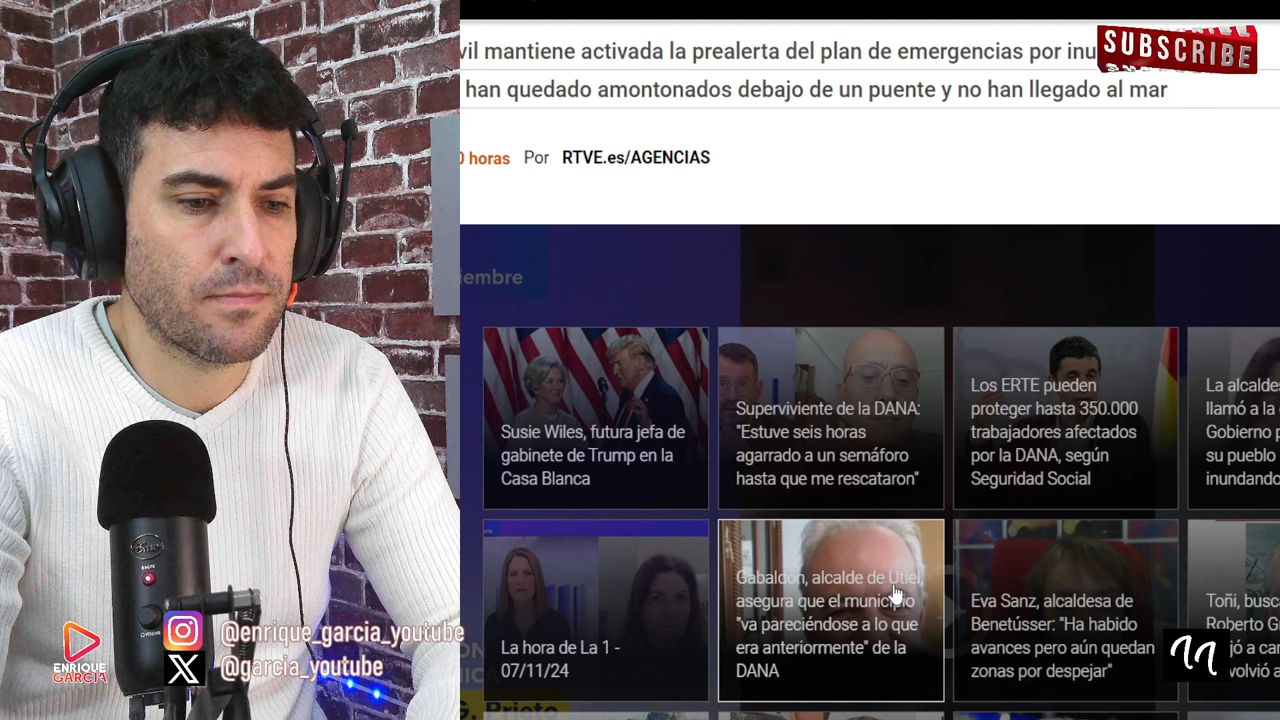 vil mantiene activada la prealerta del plan de emergencias por inu
SUBSCRIBE
han quedado amontonados debajo de un puente y no han llegado al mar
0 horas Por RTVE.es/AGENCIAS
iembre
Susie Wiles, futura jefa de
gabinete de Trump en la
Casa Blanca
Superviviente de la DANA:
"Estuve seis horas
agarrado a un semáforo
hasta que me rescataron"
Los ERTE pueden
proteger hasta 350.000
trabajadores afectados
por la DANA, según
Seguridad Social
La alcalde
llamó a la
Gobierno p
su pueblo
inundando
La hora de La 1 -
07/11/24
Gabaldón, alcalde de Utiel,
asegura que el municipio
"va pareciéndose a lo que
era anteriormente" de la
DANA
Eva Sanz, alcaldesa de
Benetússer: "Ha habido
avances pero aún quedan
zonas por despejar"
Toñi, busc
Roberto G
jó a car
volvió a
G. Prieto
Blue
ENRIQUE
GARCIA
@enrique_garcia_youtube
@garcia_youtube